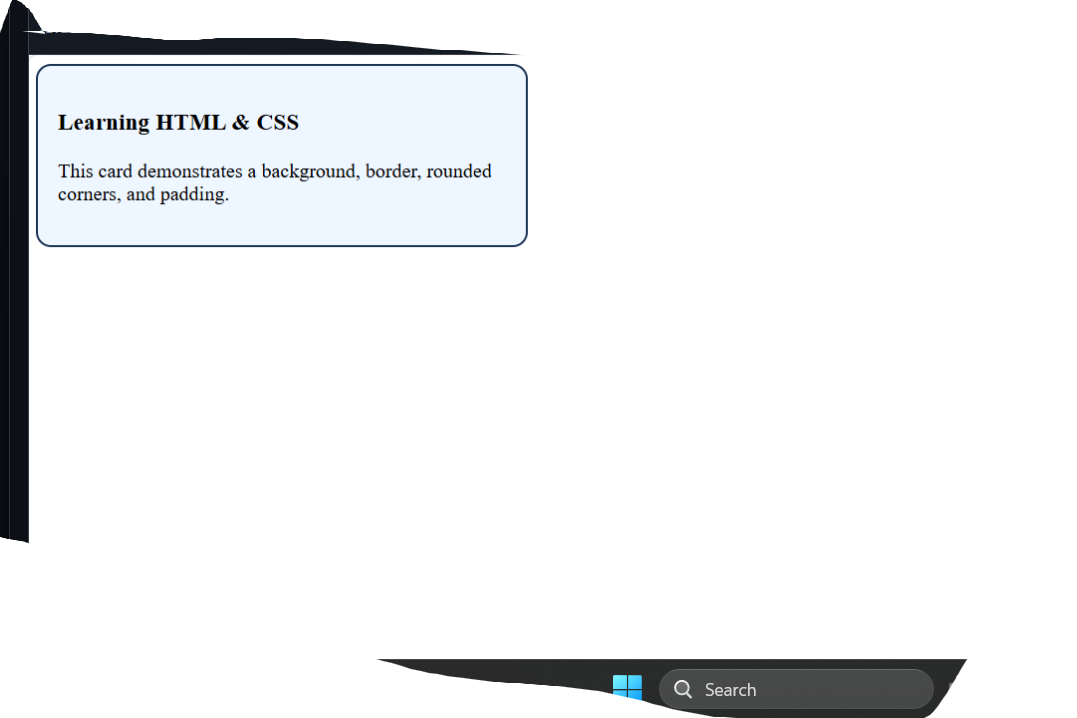 Learning HTML & CSS
This card demonstrates a background, border, rounded
corners, and padding.
Search